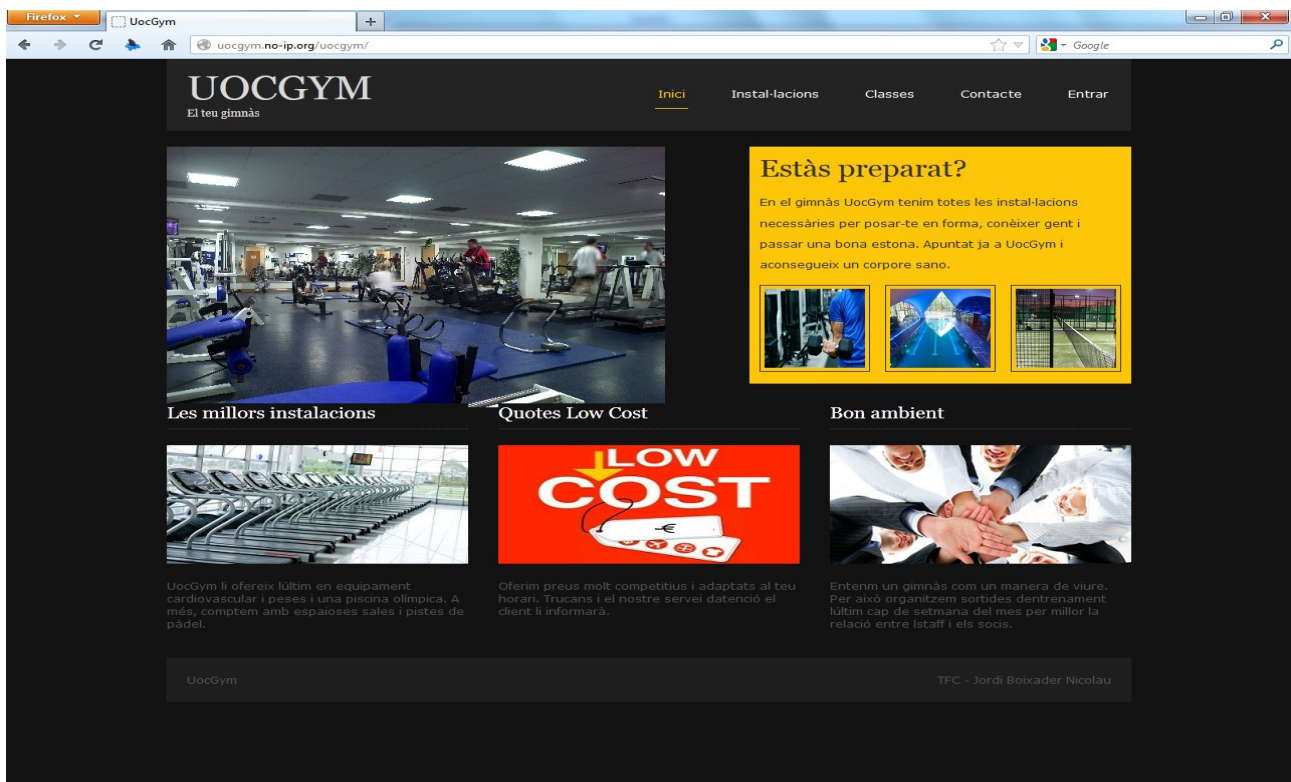 Firefox
UocGym
+
uocgym.no-ip.org/uocgym/
Google
UOCGYM
El teu gimnàs
Inici
Instal·lacions
Classes
Contacte
Entrar
Estàs preparat?
En el gimnàs UocGym tenim totes les instal·lacions
necessàries per posar-te en forma, conèixer gent i
passar una bona estona. Apuntat ja a UocGym i
aconsegueix un corpore sano.
Les millors instalacions
Quotes Low Cost
Bon ambient
LOW
COST
€
UocGym li ofereix lúltim en equipament
cardiovascular i peses i una piscina olímpica. A
més, comptem amb espaioses sales i pistes de
pàdel.
Oferim preus molt competitius i adaptats al teu
horari. Trucans i el nostre servei datenció el
client li informarà.
Entenm un gimnàs com un manera de viure.
Per això organitzem sortides dentrenament
lúltim cap de setmana del mes per millor la
relació entre lstaff i els socis.
UocGym
TFC - Jordi Boixader Nicolau